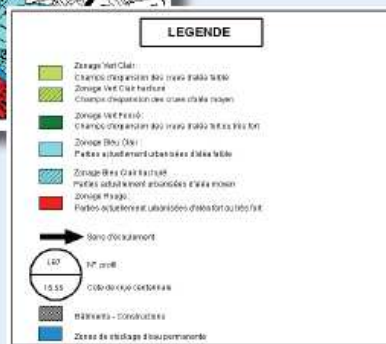 LEGENDE
Zonage Vert Clair :
Champs d'expansion des crues d'aléa faible
Zonage Vert Clair hachuré
Champs d'expansion des crues d'aléa moyen
Zonage Vert Foncé :
Champs d'expansion des crues d'aléa fort ou très fort
Zonage Bleu Clair :
Parties actuellement urbanisées d'aléa faible
Zonage Bleu Clair hachuré
Parties actuellement urbanisées d'aléa moyen
Zonage Rouge :
Parties actuellement urbanisées d'aléa fort ou très fort
Sens d'écoulement
N° profil
Cote de crue centennale
Bâtiments - Constructions
Zones de stockage d'eau permanente